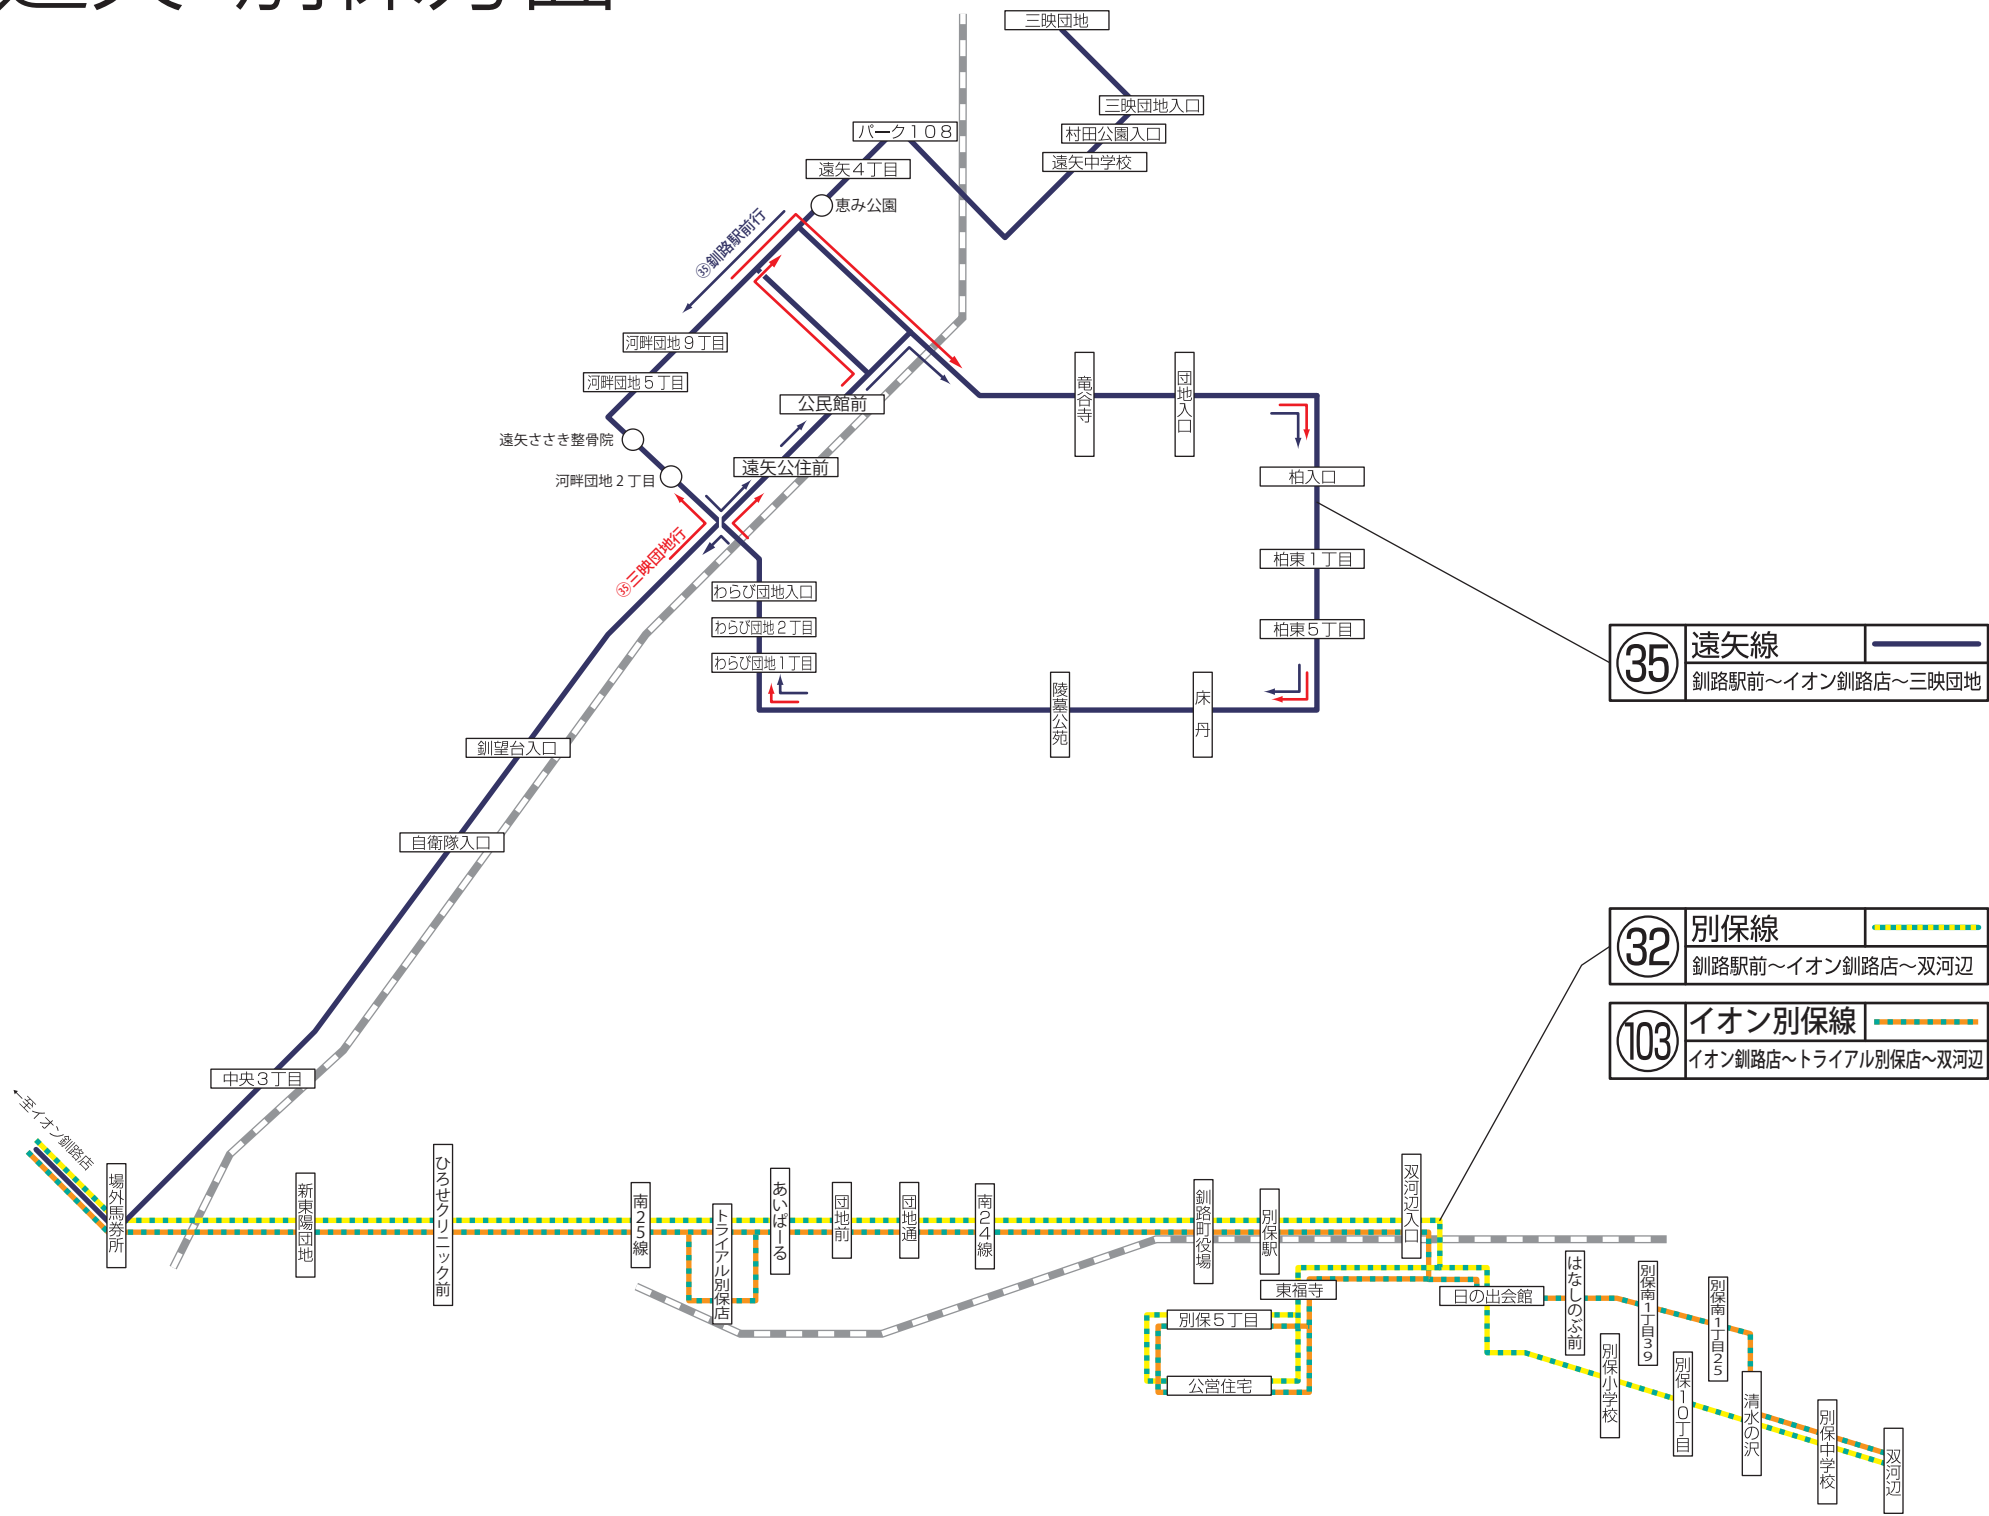 遠矢・別保方面
三映団地
三映団地入口
村田公園入口
遠矢中学校
パーク108
遠矢4丁目
恵み公園
㉟釧路駅前行
河畔団地9丁目
河畔団地5丁目
遠矢ささき整骨院
河畔団地2丁目
公民館前
遠矢公住前
㉟三映団地行
竜谷寺
団地入口
柏入口
柏東1丁目
柏東5丁目
わらび団地入口
わらび団地2丁目
わらび団地1丁目
陵墓公苑
床丹
35
遠矢線
釧路駅前〜イオン釧路店〜三映団地
釧望台入口
自衛隊入口
中央3丁目
32
別保線
釧路駅前〜イオン釧路店〜双河辺
103
イオン別保線
イオン釧路店〜トライアル別保店〜双河辺
←至イオン釧路店
場外馬券所
新東陽団地
ひろせクリニック前
南25線
トライアル別保店
あいぱーる
団地前
団地通
南24線
釧路町役場
別保駅
双河辺入口
東福寺
別保5丁目
公営住宅
日の出会館
はなしのぶ前
別保南1丁目39
別保南1丁目25
別保小学校
別保10丁目
清水の沢
別保中学校
双河辺